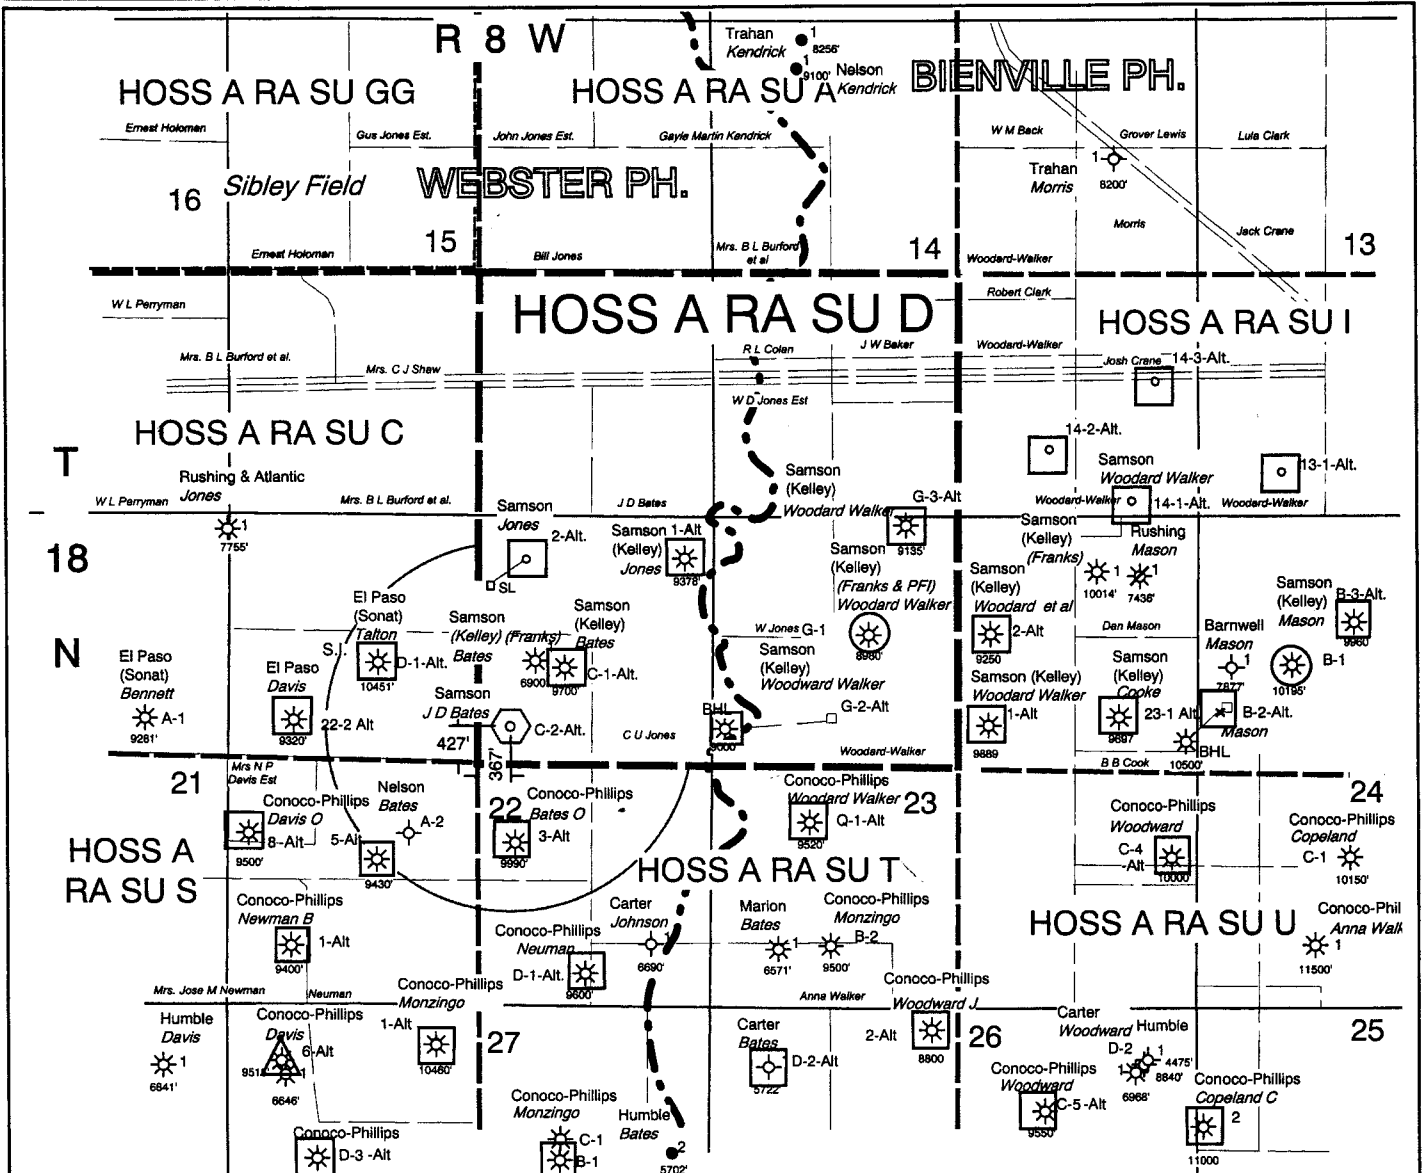 R 8 W
Trahan
Kendrick
1
8256'
1
9100'
Nelson
Kendrick
BIENVILLE PH.
HOSS A RA SU GG
HOSS A RA SU A
Ernest Holoman
Gus Jones Est.
John Jones Est.
Gayle Martin Kendrick
W M Back
Grover Lewis
Lula Clark
Trahan
Morris
1
8200'
16
Sibley Field
WEBSTER PH.
Morris
Jack Crane
15
Ernest Holoman
Bill Jones
Mrs. B L Burford
et al
14
Woodard-Walker
13
W L Perryman
HOSS A RA SU D
Robert Clark
HOSS A RA SU I
Mrs. B L Burford et al.
Mrs. C J Shaw
R L Colan
J W Baker
Woodard-Walker
Josh Crane
14-3-Alt.
W D Jones Est
HOSS A RA SU C
T
14-2-Alt.
Rushing & Atlantic
Jones
Samson
(Kelley)
Woodard Walker
Samson
Woodard Walker
13-1-Alt.
W L Perryman
Mrs. B L Burford et al.
J D Bates
G-3-Alt
Woodard-Walker
14-1-Alt.
Woodard-Walker
1
7755'
Samson
Jones
2-Alt.
SL
Samson
(Kelley)
Jones
1-Alt
9378'
9135'
Samson
(Kelley)
(Franks)
1
10014'
Rushing
Mason
1
7436'
18
Samson
(Kelley)
(Franks & PFI)
Woodard Walker
G-1
8980'
Samson
(Kelley)
Woodard et al
2-Alt
9250
Samson
(Kelley)
Mason
B-3-Alt.
9960
N
El Paso
(Sonat)
Talton
S.I.
D-1-Alt.
10451'
Samson
(Kelley) (Franks)
Bates
6900
Samson
(Kelley)
Bates
C-1-Alt.
9700'
W Jones
Dan Mason
Barnwell
Mason
1
7877'
B-1
10195'
El Paso
(Sonat)
Bennett
A-1
9281'
El Paso
Davis
22-2 Alt
9320'
Samson
J D Bates
C-2-Alt.
427'
367'
C U Jones
Samson
(Kelley)
Woodward Walker
G-2-Alt
BHL
9000
Woodard-Walker
Samson (Kelley)
Woodard Walker
1-Alt
9889
Samson
(Kelley)
Cooke
23-1 Alt
9697
B-2-Alt.
Mason
BHL
10500'
B B Cook
21
Mrs N P
Davis Est
Conoco-Phillips
Davis O
8-Alt
9500'
Nelson
Bates
A-2
5-Alt
9430'
22
Conoco-Phillips
Bates O
3-Alt
9990'
Conoco-Phillips
Woodard Walker
Q-1-Alt
9520'
23
Conoco-Phillips
Woodward
C-4
-Alt
10000'
24
Conoco-Phillips
Copeland
C-1
10150'
HOSS A
RA SU S
HOSS A RA SU T
HOSS A RA SU U
Conoco-Phillips
Newman B
1-Alt
9400'
Conoco-Phillips
Neuman
D-1-Alt.
9600'
Carter
Johnson
1
6690'
Marion
Bates
1
6571'
Conoco-Phillips
Monzingo
B-2
9500'
Conoco-Phil
Anna Walk
1
11500'
Mrs. Jose M Newman
Neuman
Anna Walker
Humble
Davis
1
6641'
Conoco-Phillips
Davis
6-Alt
1
6646'
Conoco-Phillips
Monzingo
1-Alt
10460'
27
Carter
Bates
D-2-Alt
5722'
Conoco-Phillips
Woodward J
2-Alt
8800
26
Carter
Woodward
D-2
Humble
1
4475'
8840'
6968'
25
Conoco-Phillips
Woodward
C-5-Alt
9550'
Conoco-Phillips
Copeland C
2
11000
Conoco-Phillips
D-3 -Alt
Conoco-Phillips
Monzingo
C-1
B-1
Humble
Bates
2
5702'